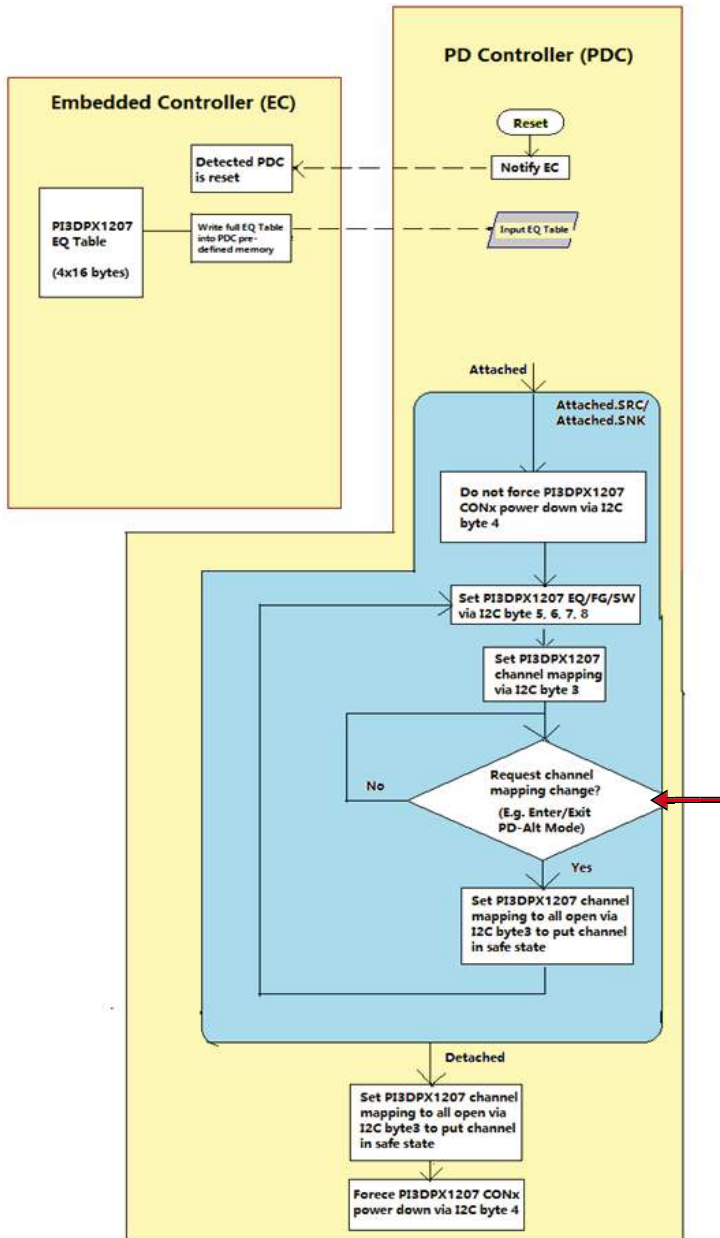 PD Controller (PDC)
Embedded Controller (EC)
Reset
Detected PDC
is reset
Notify EC
PI3DPX1207
EQ Table
(4x16 bytes)
Write full EQ Table
into PDC pre-
defined memory
Input EQ Table
Attached
Attached.SRC/
Attached.SNK
Do not force PI3DPX1207
CONx power down via I2C
byte 4
Set PI3DPX1207 EQ/FG/SW
via I2C byte 5, 6, 7, 8
Set PI3DPX1207
channel mapping
via I2C byte 3
Request channel
mapping change?
(E.g. Enter/Exit
PD-Alt Mode)
No
Yes
Set PI3DPX1207 channel
mapping to all open via
I2C byte3 to put channel
in safe state
Detached
Set PI3DPX1207 channel
mapping to all open via
I2C byte3 to put channel
in safe state
Forece PI3DPX1207 CONx
power down via I2C byte 4